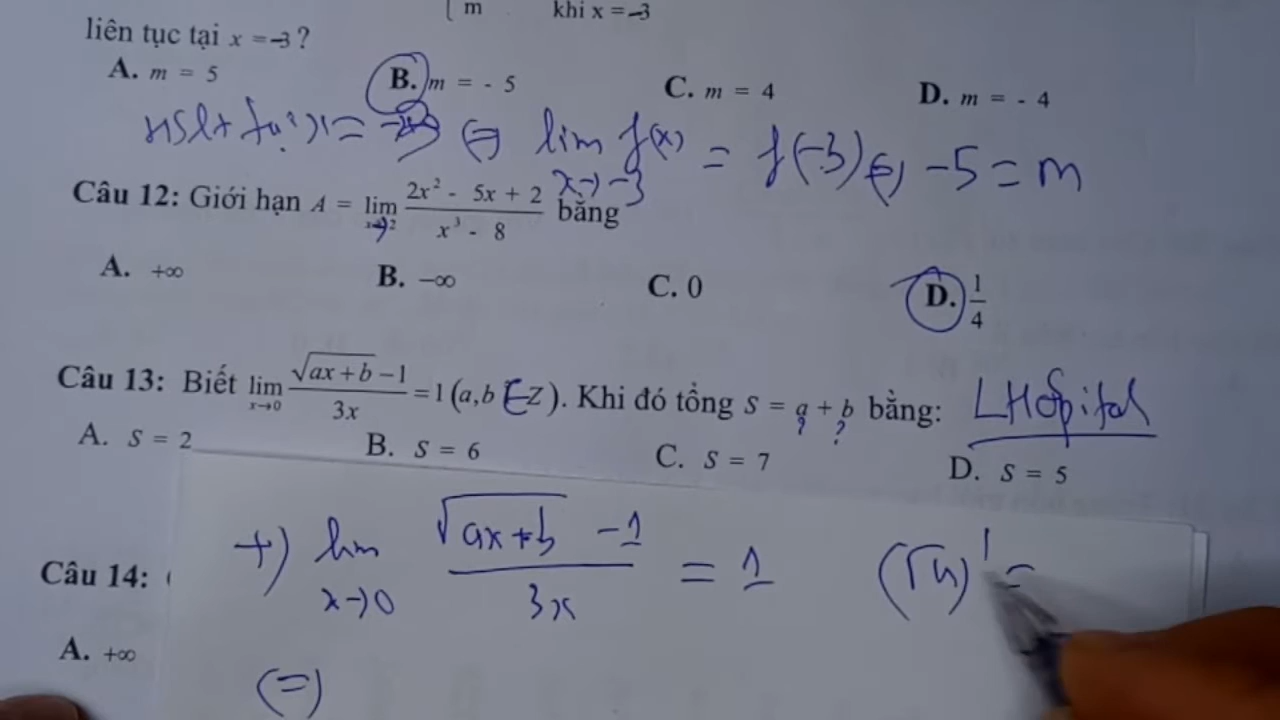 m khi x = -3
liên tục tại x = -3 ?
A. m = 5 B. m = - 5 C. m = 4 D. m = - 4
x = ⇔ lim f(x) = f(-3) ⇔ -5 = m
x→-3
Câu 12: Giới hạn A = lim x→2 (2x² - 5x + 2)/(x³ - 8) bằng
A. +∞ B. -∞ C. 0 D. 1/4
Câu 13: Biết lim x→0 (√(ax+b) - 1)/(3x) = 1 (a, b ∈ Z). Khi đó tổng S = a + b bằng: LHopital
? ?
A. S = 2 B. S = 6 C. S = 7 D. S = 5
+) lim x→0 (√(ax+b) - 1)/(3x) = 1 (√u)' =
Câu 14: (
A. +∞
(=)